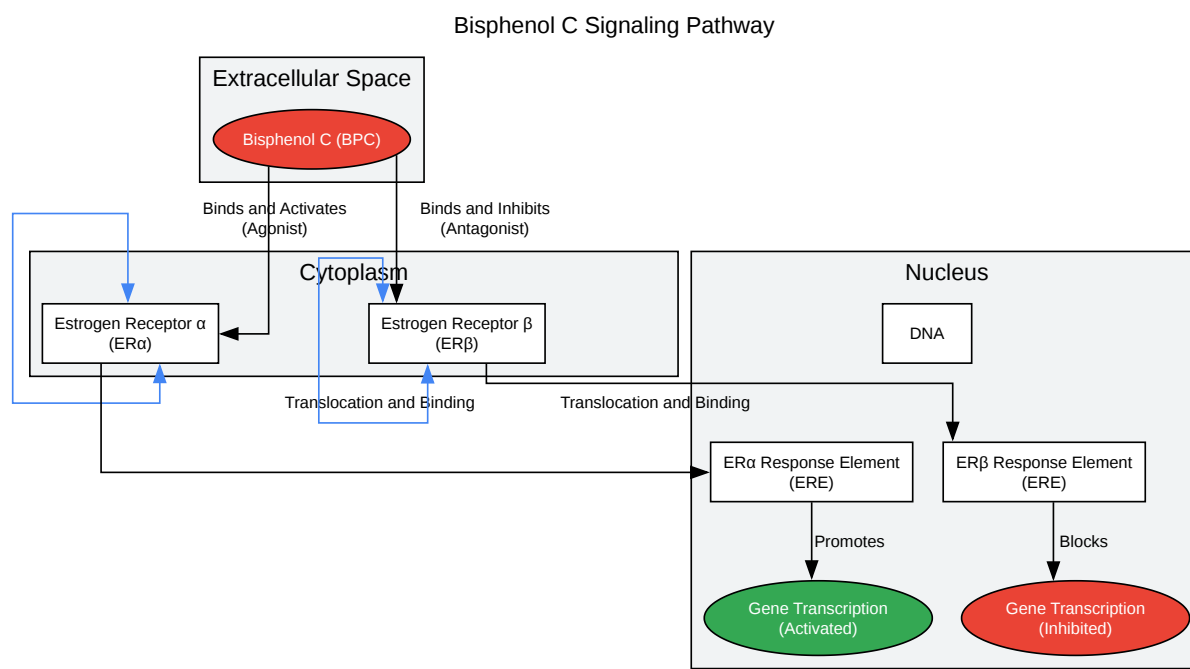 Bisphenol C Signaling Pathway
Extracellular Space
Bisphenol C (BPC)
Binds and Activates
(Agonist)
Binds and Inhibits
(Antagonist)
Cytoplasm
Nucleus
Estrogen Receptor α
(ERα)
Estrogen Receptor β
(ERβ)
DNA
Translocation and Binding
Translocation and Binding
ERα Response Element
(ERE)
ERβ Response Element
(ERE)
Promotes
Blocks
Gene Transcription
(Activated)
Gene Transcription
(Inhibited)